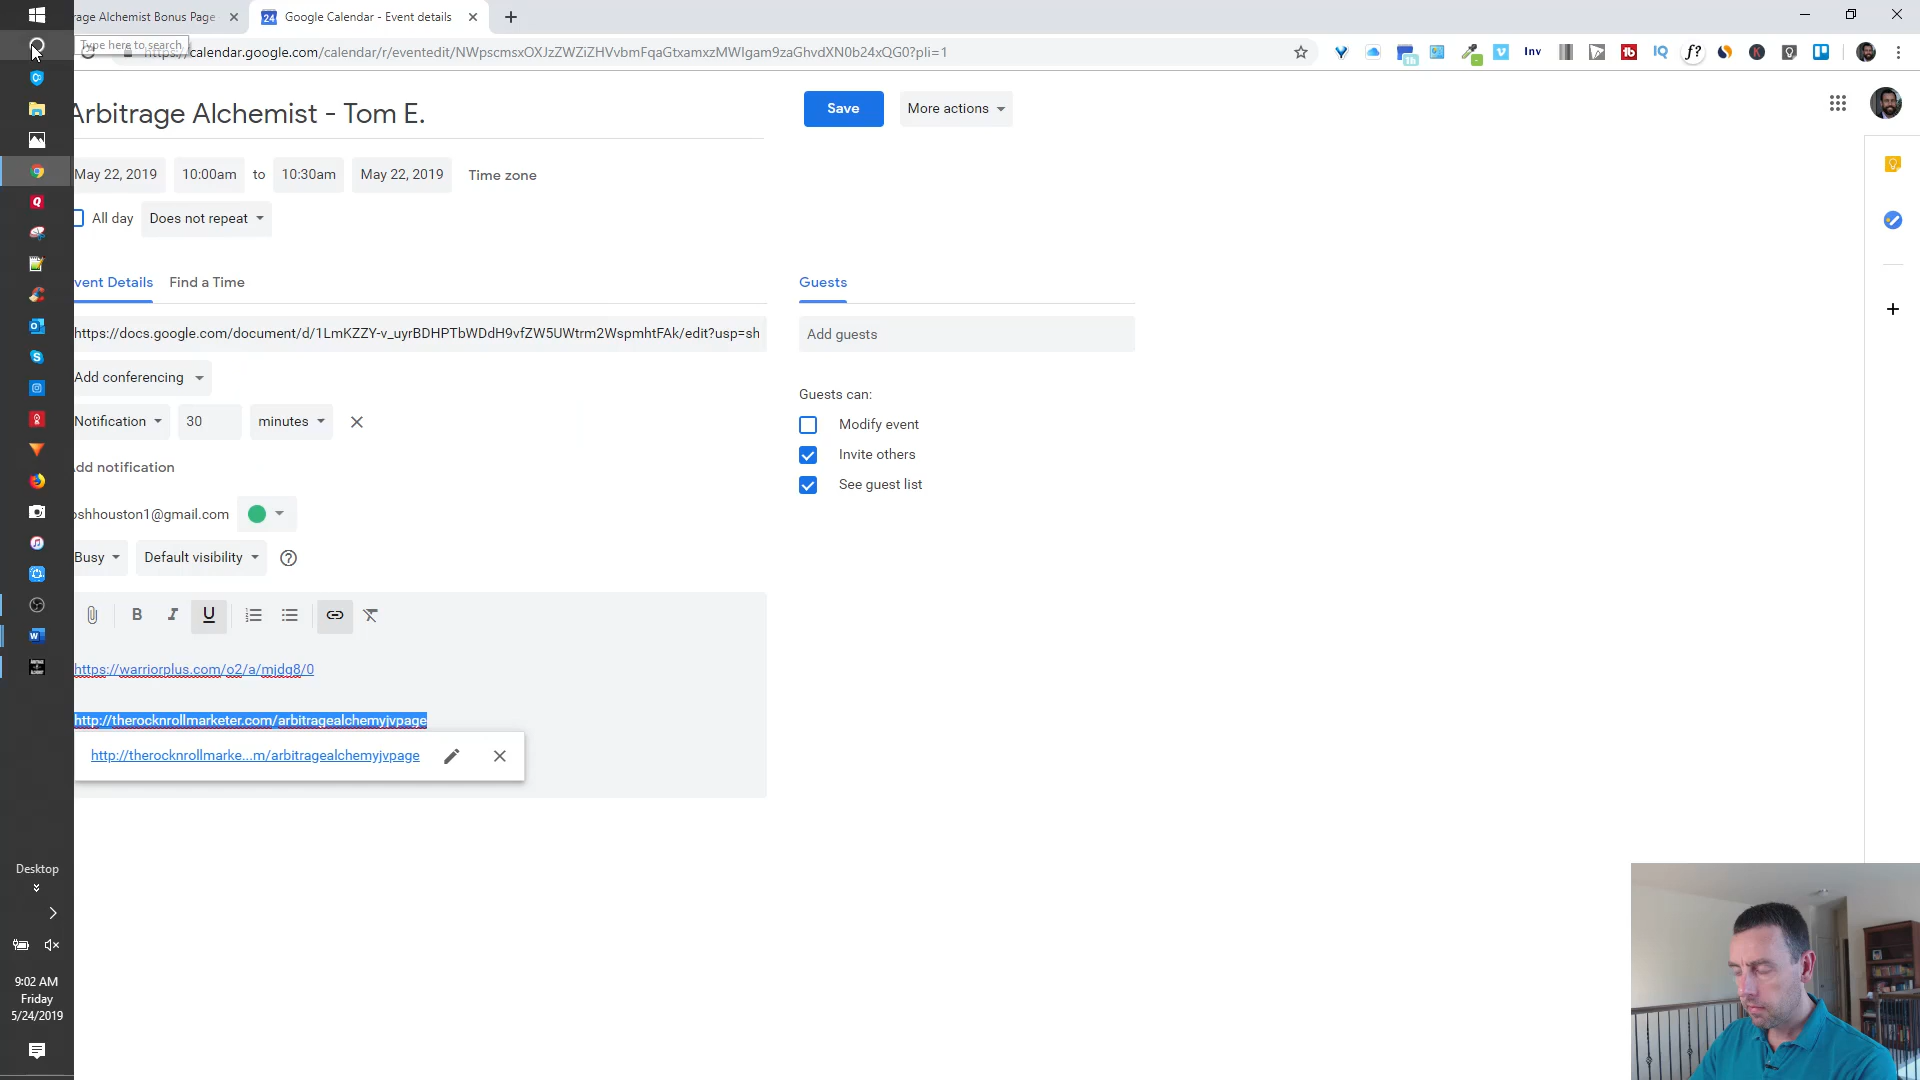 rage Alchemist Bonus Page
Google Calendar - Event details
Type here to search
https://calendar.google.com/calendar/r/eventedit/NWpscmsxOXJzZWZiZHVvbmFqaGtxamxzMWIgam9zaGhvdXN0b24xQG0?pli=1
Inv
Arbitrage Alchemist - Tom E.
Save
More actions
May 22, 2019
10:00am
to
10:30am
May 22, 2019
Time zone
All day
Does not repeat
vent Details
Find a Time
Guests
https://docs.google.com/document/d/1LmKZZY-v_uyrBDHPTbWDdH9vfZW5UWtrm2WspmhtFAk/edit?usp=sh
Add guests
Add conferencing
Guests can:
Notification
30
minutes
Modify event
Invite others
dd notification
See guest list
oshhouston1@gmail.com
Busy
Default visibility
B
I
U
https://warriorplus.com/o2/a/mjdg8/0
http://therocknrollmarketer.com/arbitragealchemyjvpage
http://therocknrollmarke...m/arbitragealchemyjvpage
Desktop
9:02 AM
Friday
5/24/2019